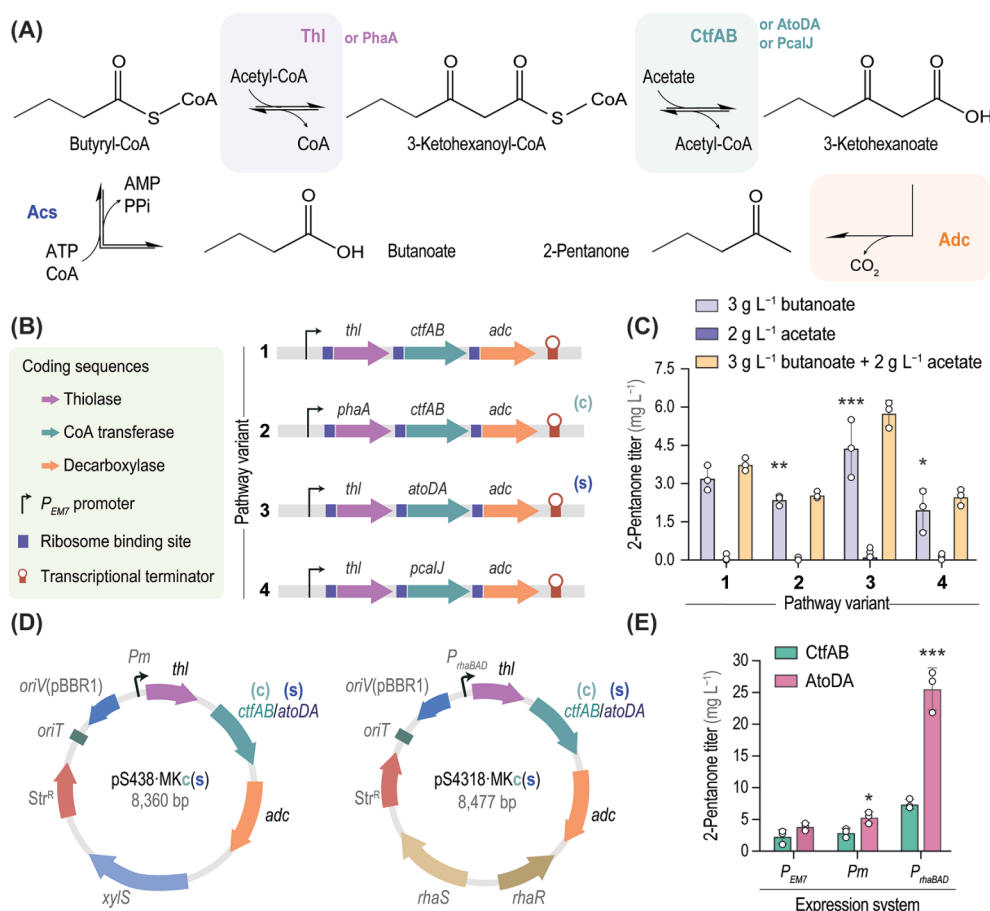 (A)
Thl or PhaA
CtfAB or AtoDA
or PcaIJ
O
S
CoA
Butyryl-CoA
Acetyl-CoA
CoA
O O
S
CoA
3-Ketohexanoyl-CoA
Acetate
Acetyl-CoA
O O
OH
3-Ketohexanoate
Acs
AMP
PPi
ATP
CoA
O
OH
Butanoate
2-Pentanone
O
CO2
Adc
(B)
Coding sequences
Thiolase
CoA transferase
Decarboxylase
PEM7 promoter
Ribosome binding site
Transcriptional terminator
Pathway variant
1
thl ctfAB adc
(c)
2
phaA ctfAB adc
(s)
3
thl atoDA adc
4
thl pcaIJ adc
(C)
3 g L−1 butanoate
2 g L−1 acetate
3 g L−1 butanoate + 2 g L−1 acetate
2-Pentanone titer (mg L−1)
7.5
6.0
4.5
3.0
1.5
0.0
**
***
*
1 2 3 4
Pathway variant
(D)
Pm
thl
oriV(pBBR1)
(c) (s)
ctfAB/atoDA
oriT
StrR
pS438·MKc(s)
8,360 bp
adc
xylS
PrhaBAD
thl
oriV(pBBR1)
(c) (s)
ctfAB/atoDA
oriT
StrR
pS4318·MKc(s)
8,477 bp
adc
rhaS
rhaR
(E)
CtfAB
AtoDA
2-Pentanone titer (mg L−1)
30
25
20
15
10
5
0
*
***
PEM7 Pm PrhaBAD
Expression system